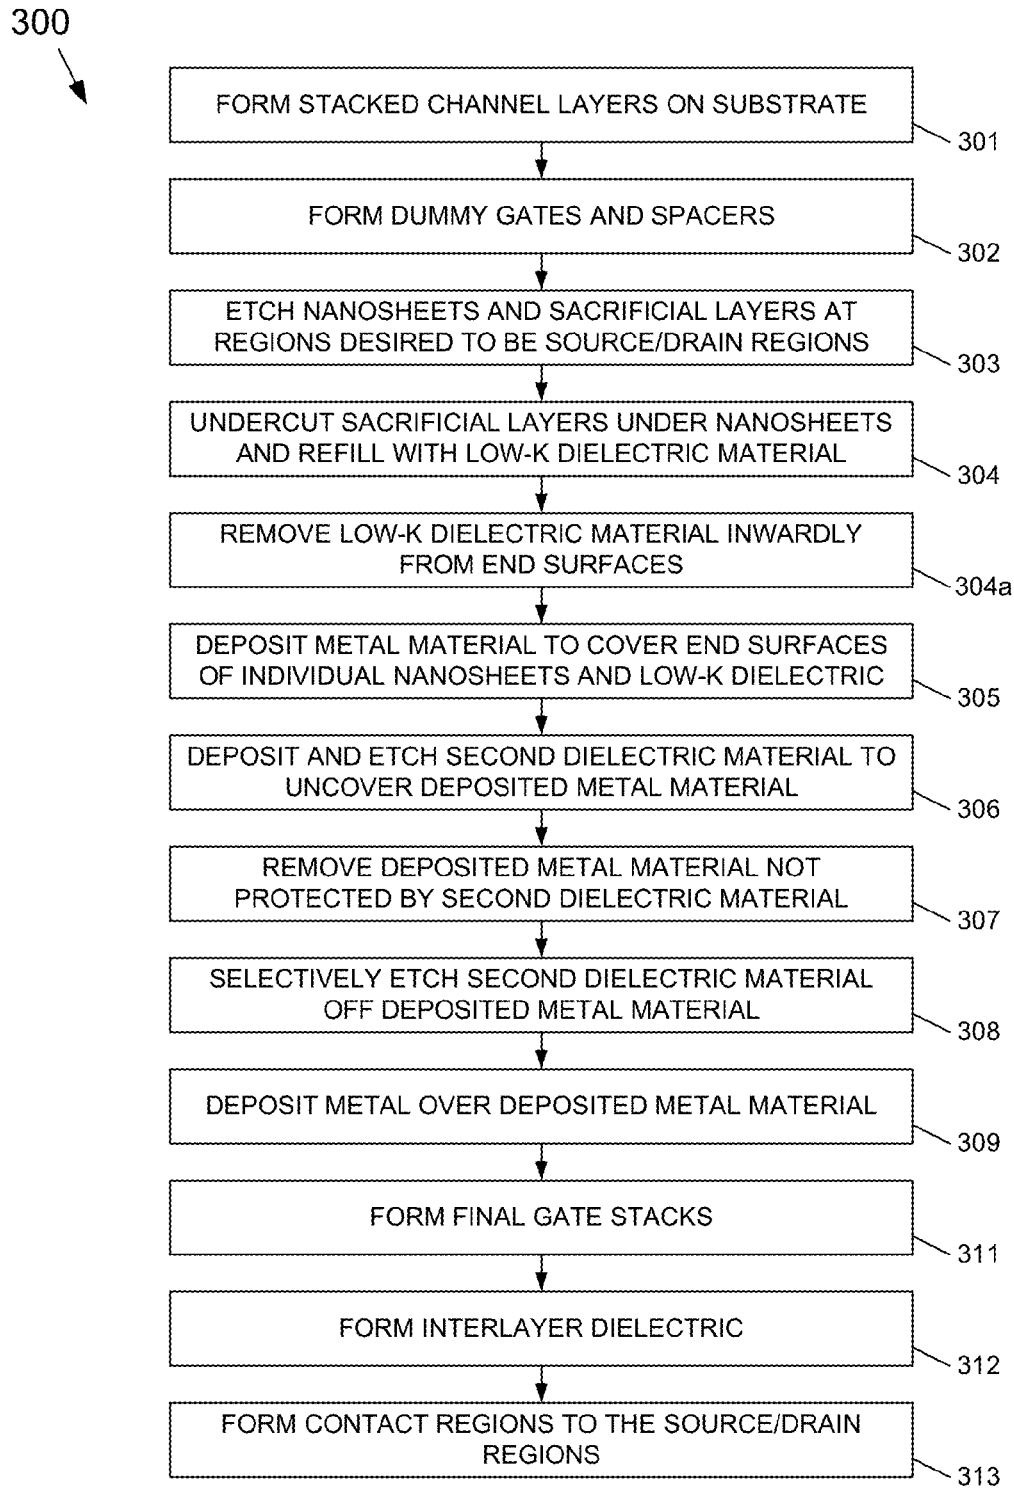 300
FORM STACKED CHANNEL LAYERS ON SUBSTRATE
301
FORM DUMMY GATES AND SPACERS
302
ETCH NANOSHEETS AND SACRIFICIAL LAYERS AT
REGIONS DESIRED TO BE SOURCE/DRAIN REGIONS
303
UNDERCUT SACRIFICIAL LAYERS UNDER NANOSHEETS
AND REFILL WITH LOW-K DIELECTRIC MATERIAL
304
REMOVE LOW-K DIELECTRIC MATERIAL INWARDLY
FROM END SURFACES
304a
DEPOSIT METAL MATERIAL TO COVER END SURFACES
OF INDIVIDUAL NANOSHEETS AND LOW-K DIELECTRIC
305
DEPOSIT AND ETCH SECOND DIELECTRIC MATERIAL TO
UNCOVER DEPOSITED METAL MATERIAL
306
REMOVE DEPOSITED METAL MATERIAL NOT
PROTECTED BY SECOND DIELECTRIC MATERIAL
307
SELECTIVELY ETCH SECOND DIELECTRIC MATERIAL
OFF DEPOSITED METAL MATERIAL
308
DEPOSIT METAL OVER DEPOSITED METAL MATERIAL
309
FORM FINAL GATE STACKS
311
FORM INTERLAYER DIELECTRIC
312
FORM CONTACT REGIONS TO THE SOURCE/DRAIN
REGIONS
313